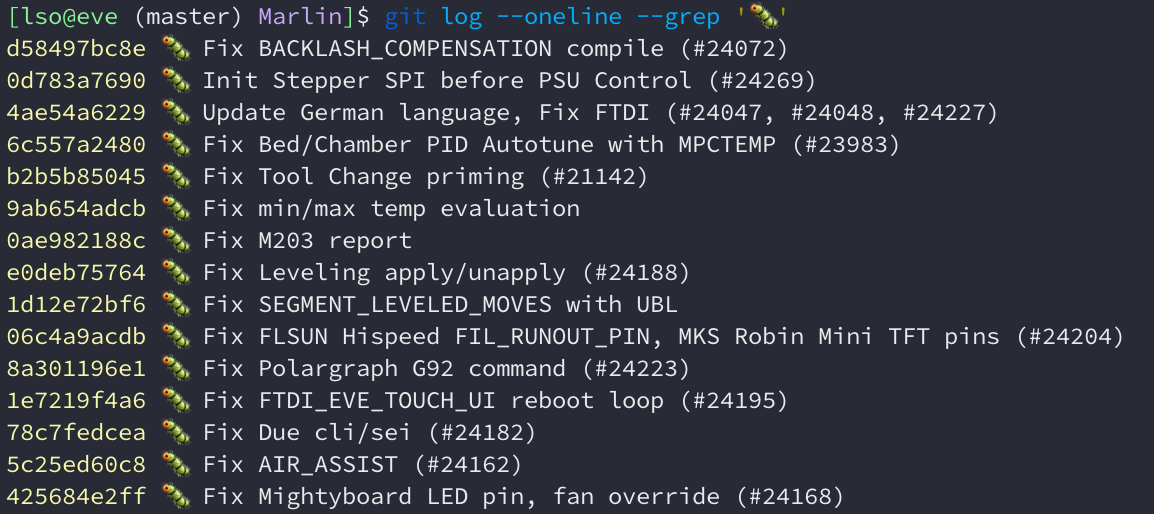 [lso@eve (master) Marlin]$ git log --oneline --grep '🐛'
d58497bc8e 🐛 Fix BACKLASH_COMPENSATION compile (#24072)
0d783a7690 🐛 Init Stepper SPI before PSU Control (#24269)
4ae54a6229 🐛 Update German language, Fix FTDI (#24047, #24048, #24227)
6c557a2480 🐛 Fix Bed/Chamber PID Autotune with MPCTEMP (#23983)
b2b5b85045 🐛 Fix Tool Change priming (#21142)
9ab654adcb 🐛 Fix min/max temp evaluation
0ae982188c 🐛 Fix M203 report
e0deb75764 🐛 Fix Leveling apply/unapply (#24188)
1d12e72bf6 🐛 Fix SEGMENT_LEVELED_MOVES with UBL
06c4a9acdb 🐛 Fix FLSUN Hispeed FIL_RUNOUT_PIN, MKS Robin Mini TFT pins (#24204)
8a301196e1 🐛 Fix Polargraph G92 command (#24223)
1e7219f4a6 🐛 Fix FTDI_EVE_TOUCH_UI reboot loop (#24195)
78c7fedcea 🐛 Fix Due cli/sei (#24182)
5c25ed60c8 🐛 Fix AIR_ASSIST (#24162)
425684e2ff 🐛 Fix Mightyboard LED pin, fan override (#24168)